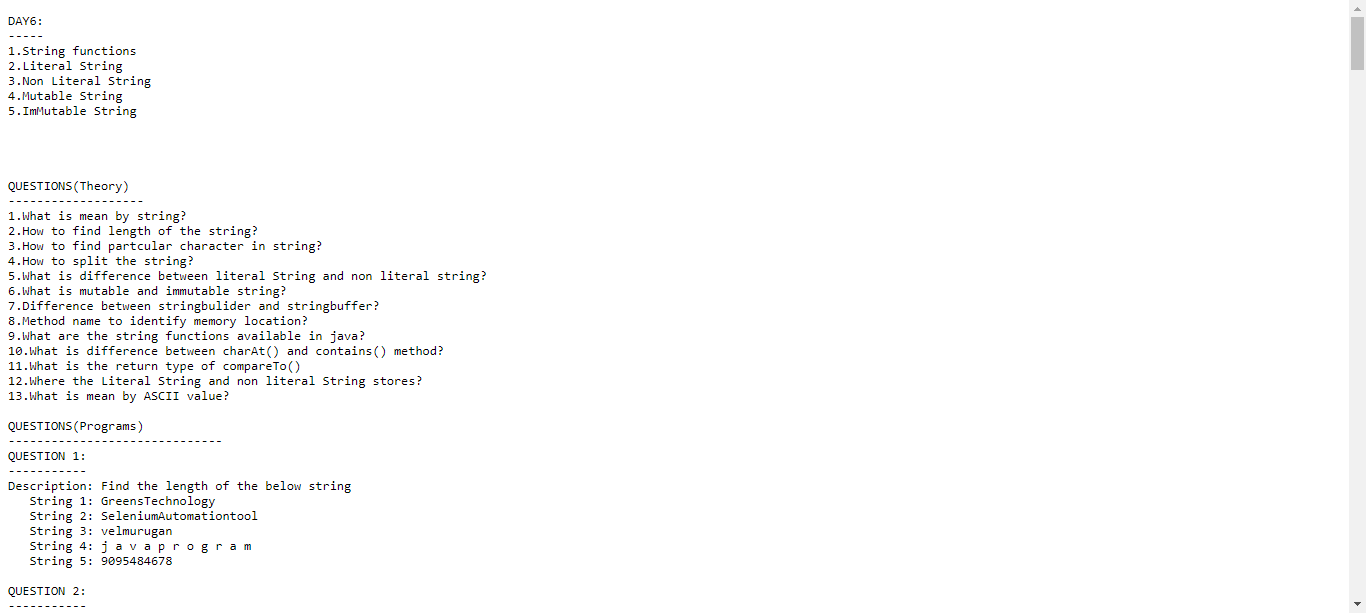 DAY6:
-----
1.String functions
2.Literal String
3.Non Literal String
4.Mutable String
5.ImMutable String
QUESTIONS(Theory)
-------------------
1.What is mean by string?
2.How to find length of the string?
3.How to find partcular character in string?
4.How to split the string?
5.What is difference between literal String and non literal string?
6.What is mutable and immutable string?
7.Difference between stringbulider and stringbuffer?
8.Method name to identify memory location?
9.What are the string functions available in java?
10.What is difference between charAt() and contains() method?
11.What is the return type of compareTo()
12.Where the Literal String and non literal String stores?
13.What is mean by ASCII value?
QUESTIONS(Programs)
------------------------------
QUESTION 1:
-----------
Description: Find the length of the below string
   String 1: GreensTechnology
   String 2: SeleniumAutomationtool
   String 3: velmurugan
   String 4: j a v a p r o g r a m
   String 5: 9095484678
QUESTION 2:
-----------